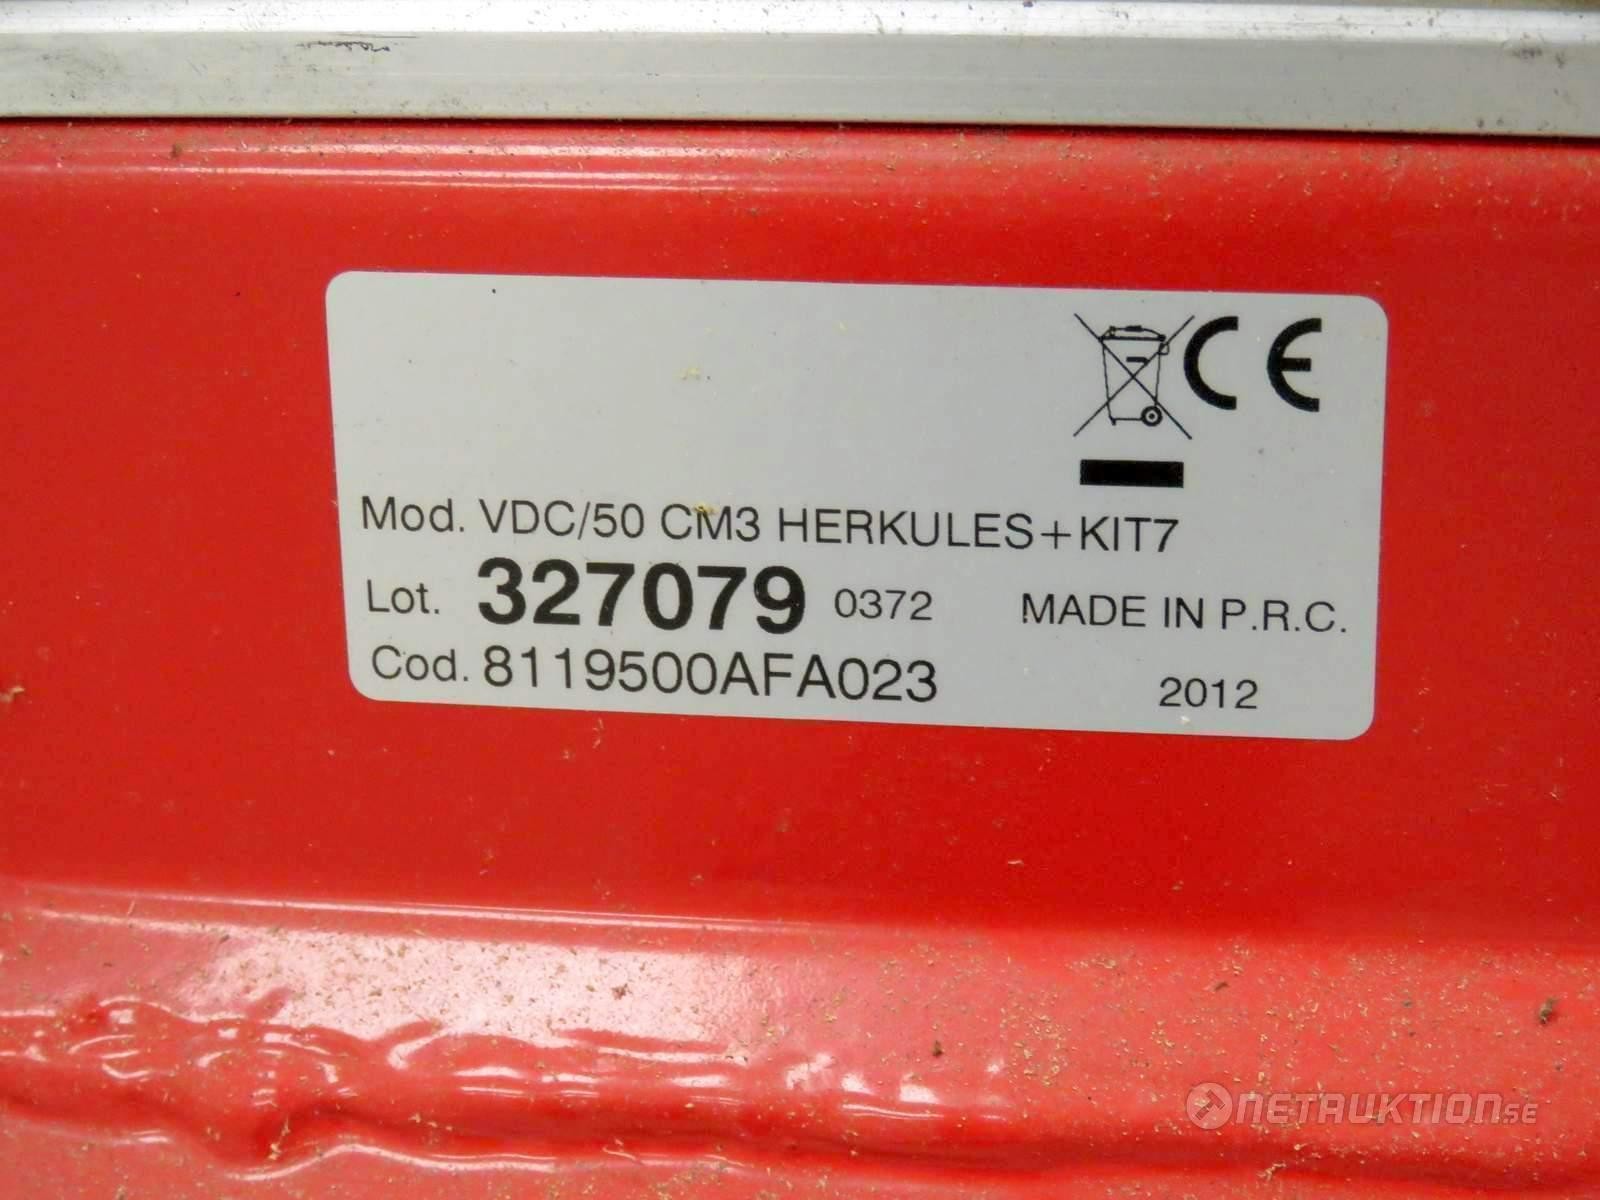 CE
Mod. VDC/50 CM3 HERKULES+KIT7
Lot. 327079 0372 MADE IN P.R.C.
Cod. 8119500AFA023 2012
NETRUKTION.SE